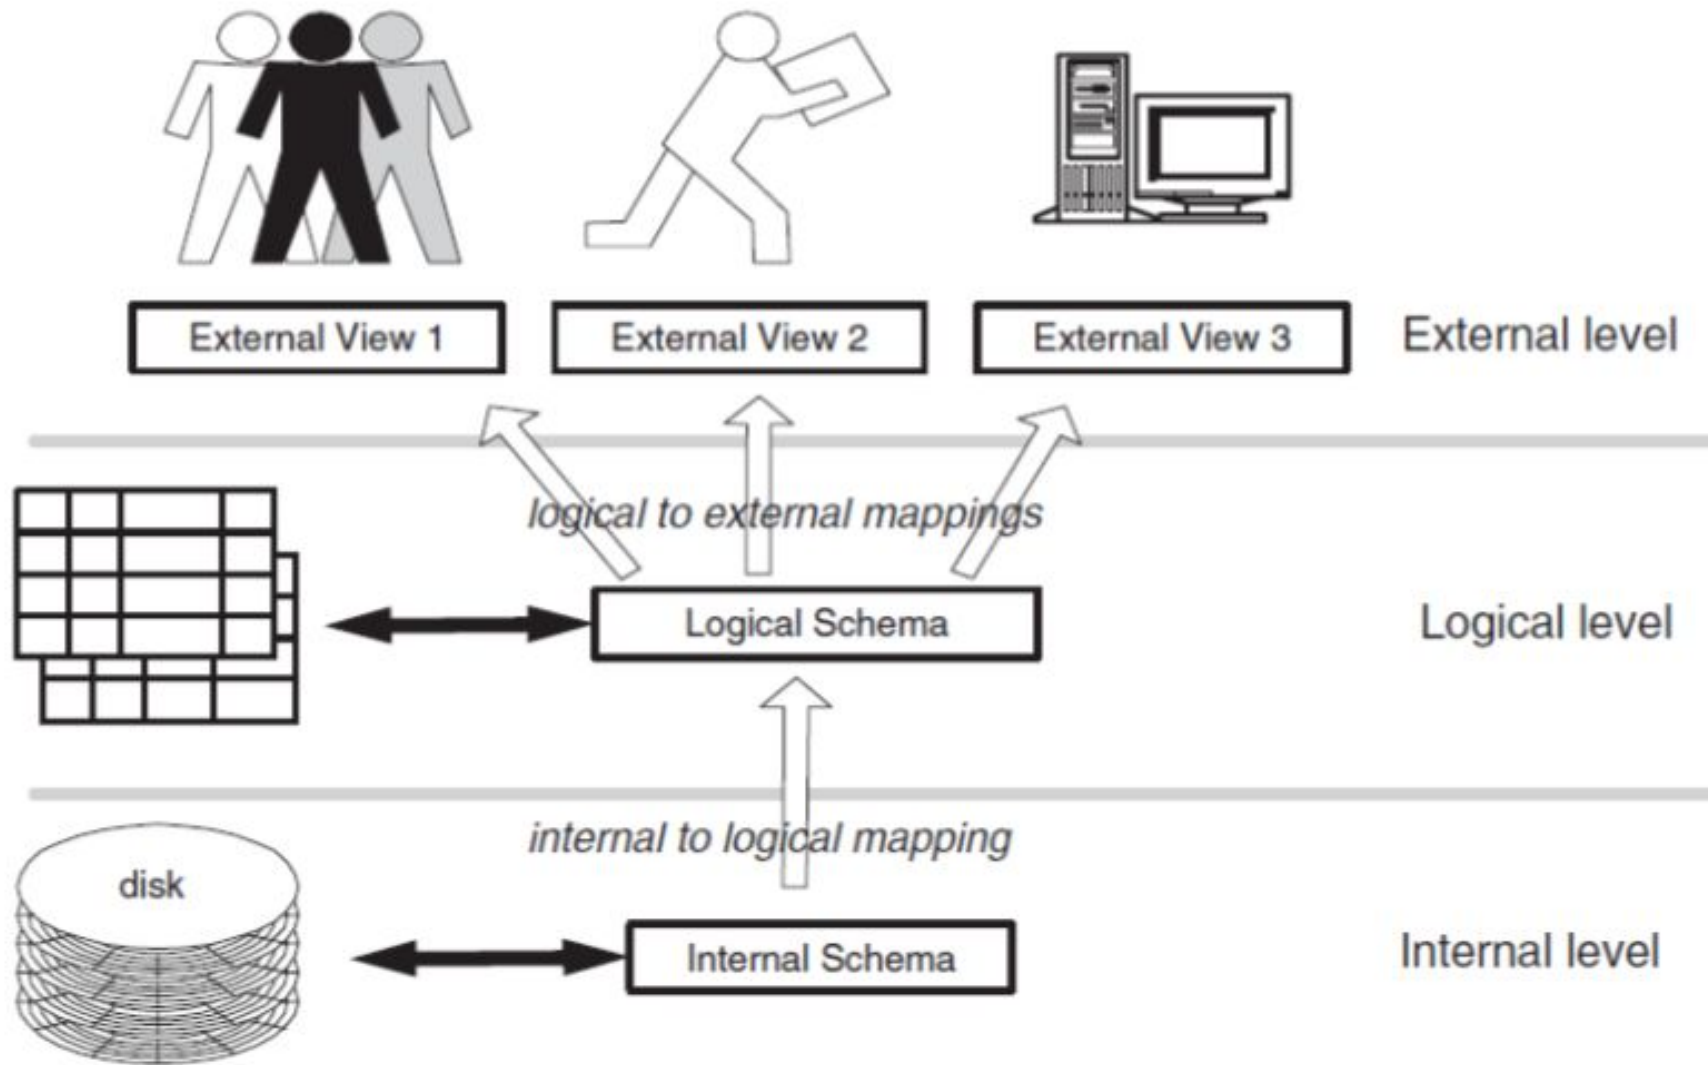 External View 1
External View 2
External View 3
External level
logical to external mappings
Logical Schema
Logical level
internal to logical mapping
disk
Internal Schema
Internal level